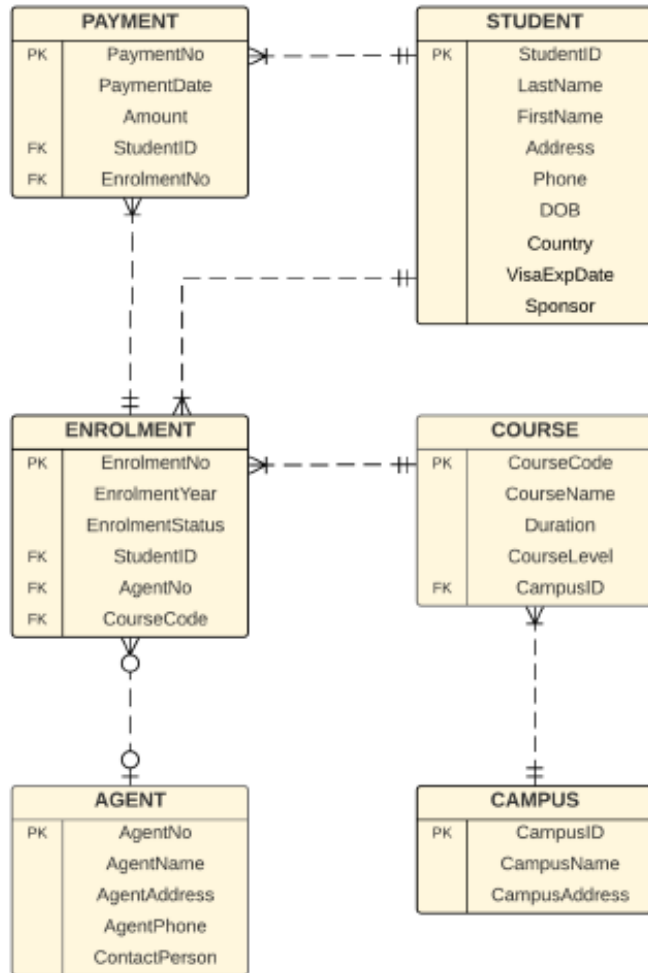 PAYMENT
PK PaymentNo
PaymentDate
Amount
FK StudentID
FK EnrolmentNo
STUDENT
PK StudentID
LastName
FirstName
Address
Phone
DOB
Country
VisaExpDate
Sponsor
ENROLMENT
PK EnrolmentNo
EnrolmentYear
EnrolmentStatus
FK StudentID
FK AgentNo
FK CourseCode
COURSE
PK CourseCode
CourseName
Duration
CourseLevel
FK CampusID
AGENT
PK AgentNo
AgentName
AgentAddress
AgentPhone
ContactPerson
CAMPUS
PK CampusID
CampusName
CampusAddress